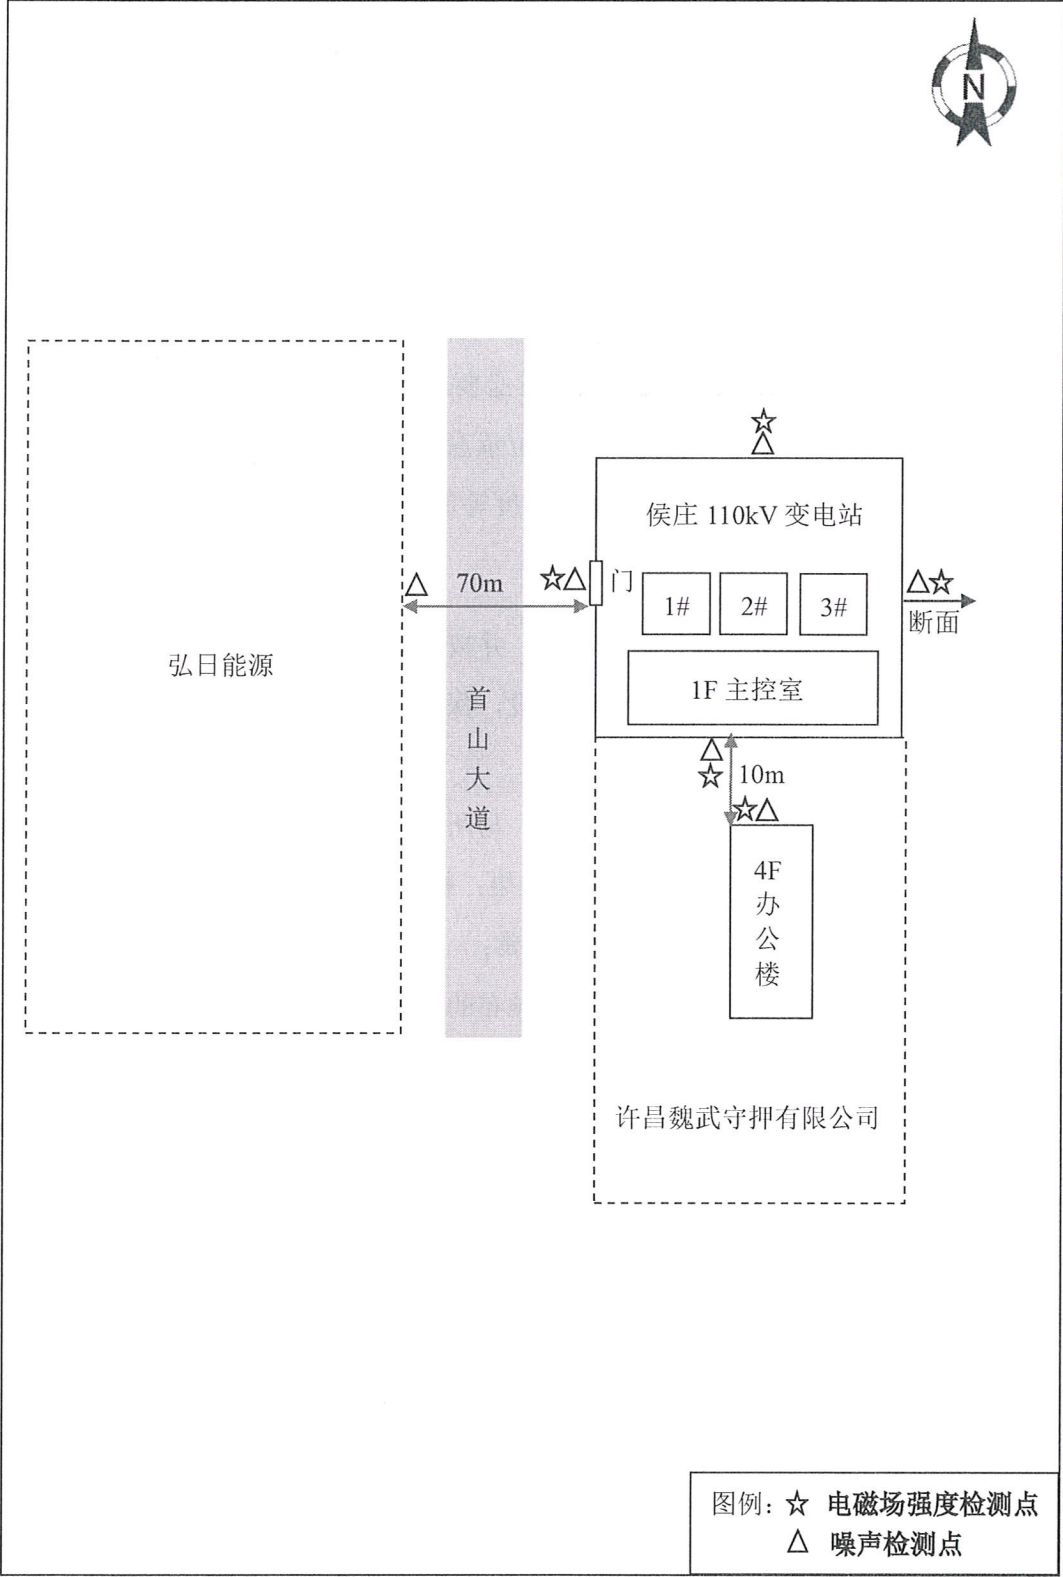 N
侯庄 110kV 变电站
70m
门
1#
2#
3#
断面
弘日能源
1F 主控室
首山大道
10m
4F
办公楼
许昌魏武守押有限公司
图例：☆ 电磁场强度检测点
△ 噪声检测点